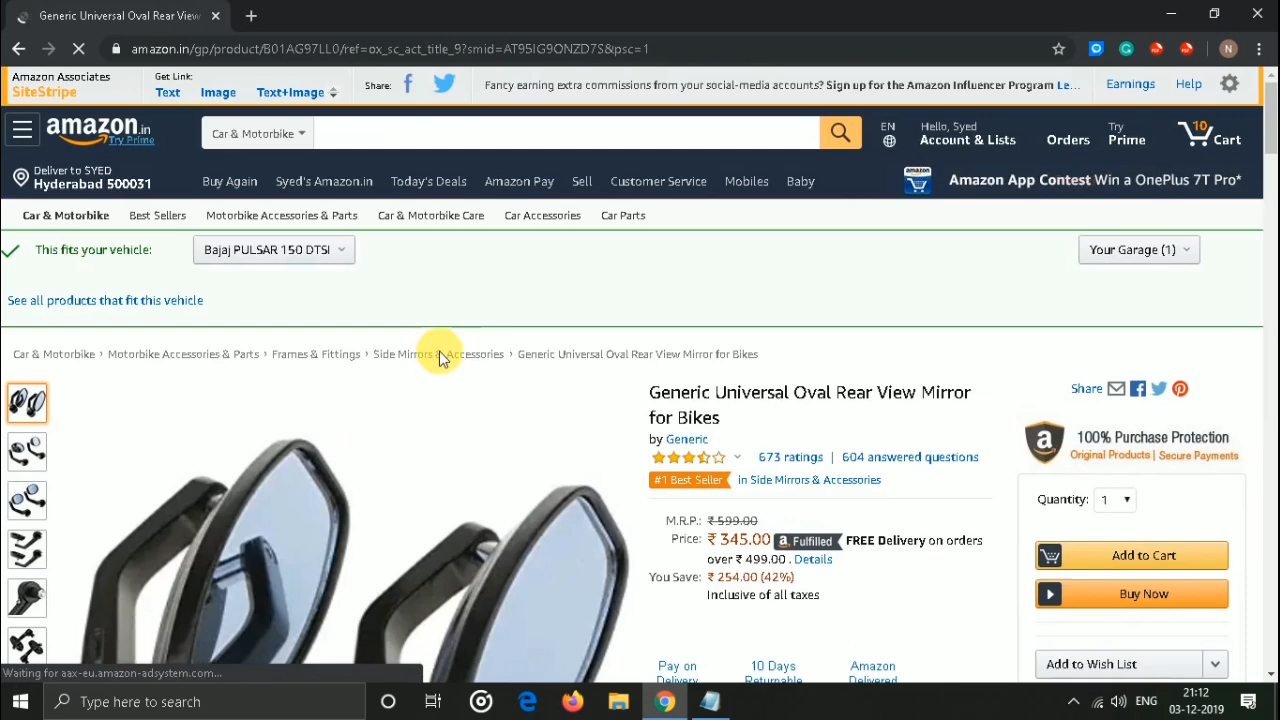 Generic Universal Oval Rear View
amazon.in/gp/product/B01AG97LL0/ref=ox_sc_act_title_9?smid=AT95IG9ONZD7S&psc=1
N
Amazon Associates
SiteStripe
Get Link:
Text
Image
Text+Image
Share:
Fancy earning extra commissions from your social-media accounts? Sign up for the Amazon Influencer Program Le...
Earnings
Help
amazon.in
Try Prime
Car & Motorbike
EN
Hello, Syed
Account & Lists
Orders
Try
Prime
10
Cart
Deliver to SYED
Hyderabad 500031
Buy Again
Syed's Amazon.in
Today's Deals
Amazon Pay
Sell
Customer Service
Mobiles
Baby
amazon
Amazon App Contest Win a OnePlus 7T Pro*
Car & Motorbike
Best Sellers
Motorbike Accessories & Parts
Car & Motorbike Care
Car Accessories
Car Parts
This fits your vehicle:
Bajaj PULSAR 150 DTSI
Your Garage (1)
See all products that fit this vehicle
Car & Motorbike › Motorbike Accessories & Parts › Frames & Fittings › Side Mirrors & Accessories › Generic Universal Oval Rear View Mirror for Bikes
Generic Universal Oval Rear View Mirror
for Bikes
by Generic
673 ratings | 604 answered questions
#1 Best Seller in Side Mirrors & Accessories
M.R.P.: ₹ 599.00
Price: ₹ 345.00 a Fulfilled FREE Delivery on orders
over ₹ 499.00 . Details
You Save: ₹ 254.00 (42%)
Inclusive of all taxes
Pay on
Delivery
10 Days
Returnable
Amazon
Delivered
Share
a
100% Purchase Protection
Original Products | Secure Payments
Quantity: 1
Add to Cart
Buy Now
Add to Wish List
Waiting for aax-eu.amazon-adsystem.com...
Type here to search
ENG
21:12
03-12-2019